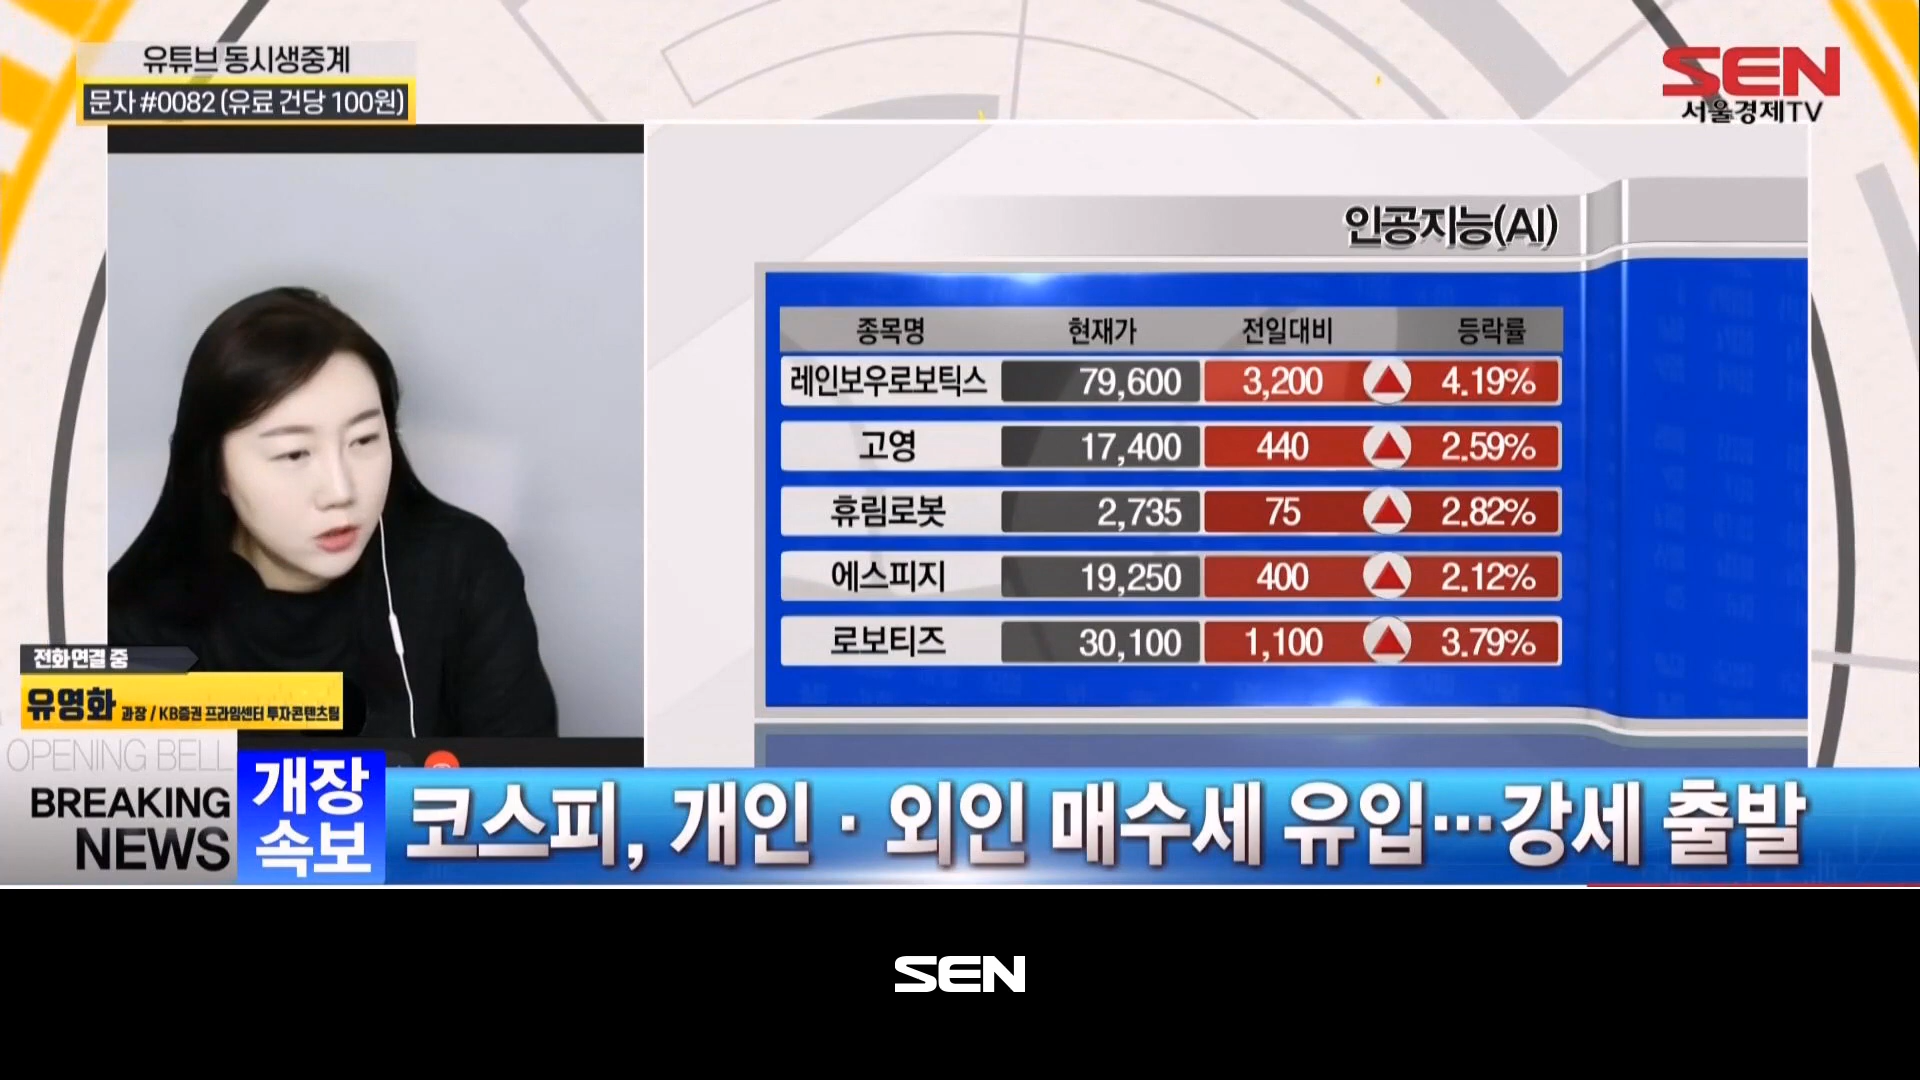 유튜브 동시생중계
문자 #0082 (유료 건당 100원)
SEN
서울경제TV
인공지능(AI)
종목명 현재가 전일대비 등락률
레인보우로보틱스 79,600 3,200 4.19%
고영 17,400 440 2.59%
휴림로봇 2,735 75 2.82%
에스피지 19,250 400 2.12%
로보티즈 30,100 1,100 3.79%
전화연결 중
유영화 과장 / KB증권 프라임센터 투자콘텐츠팀
OPENING BELL
BREAKING NEWS
개장 속보
코스피, 개인·외인 매수세 유입…강세 출발
SEN